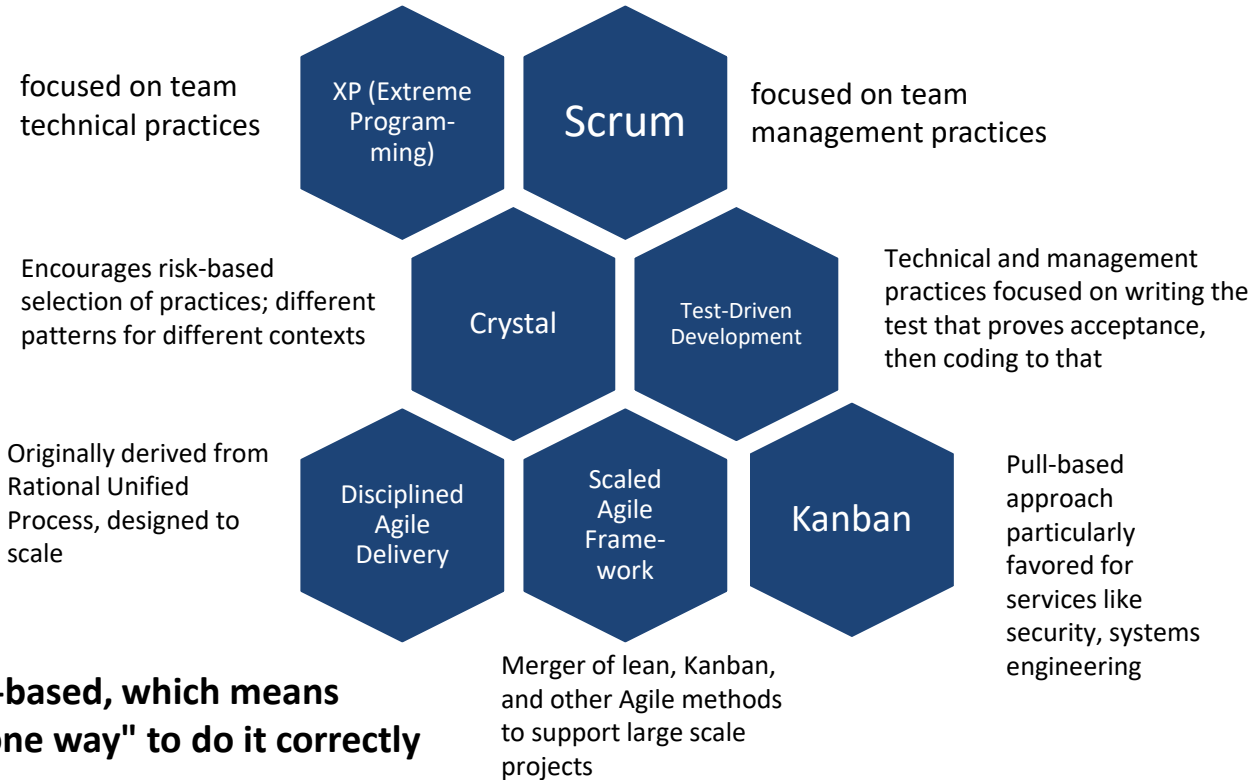 focused on team
technical practices
XP (Extreme
Program-
ming)
Scrum
focused on team
management practices
Encourages risk-based
selection of practices; different
patterns for different contexts
Crystal
Test-Driven
Development
Technical and management
practices focused on writing the
test that proves acceptance,
then coding to that
Originally derived from
Rational Unified
Process, designed to
scale
Disciplined
Agile
Delivery
Scaled
Agile
Frame-
work
Kanban
Pull-based
approach
particularly
favored for
services like
security, systems
engineering
Merger of lean, Kanban,
and other Agile methods
to support large scale
projects
-based, which means
one way" to do it correctly